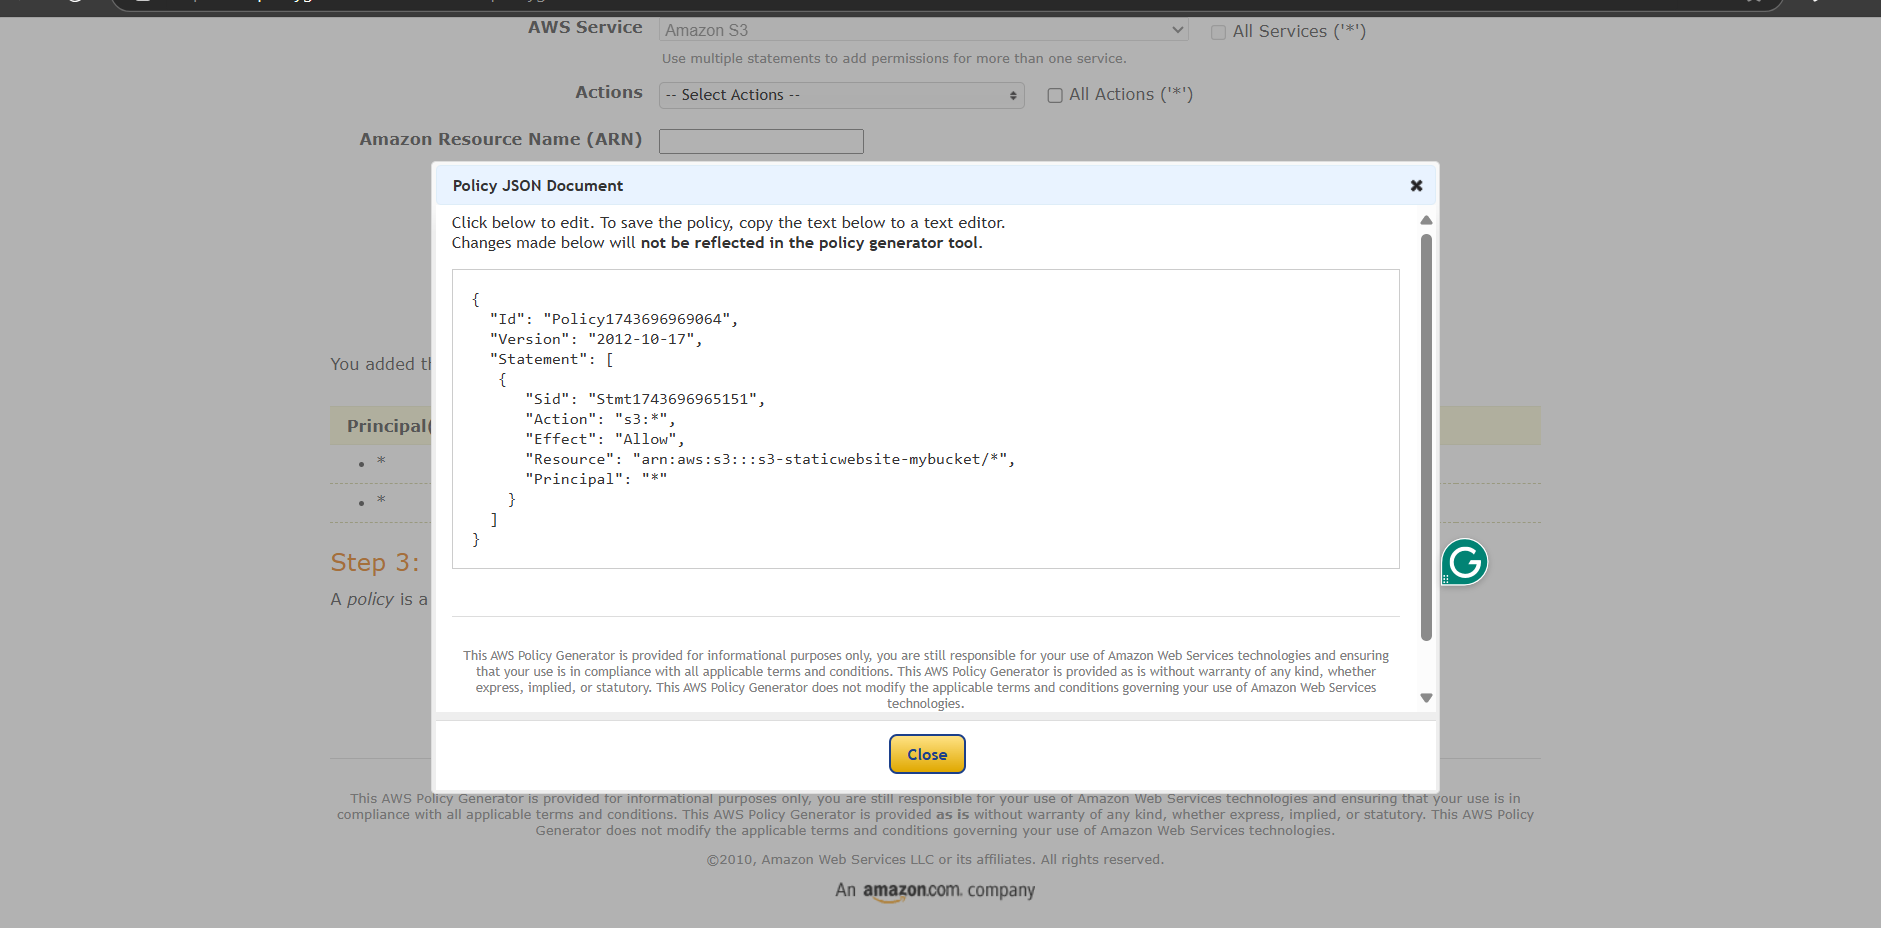 AWS Service
Amazon S3
All Services ('*')
Use multiple statements to add permissions for more than one service.
Actions
-- Select Actions --
All Actions ('*')
Amazon Resource Name (ARN)
Policy JSON Document
Click below to edit. To save the policy, copy the text below to a text editor.
Changes made below will not be reflected in the policy generator tool.
{
"Id": "Policy1743696969064",
"Version": "2012-10-17",
"Statement": [
{
"Sid": "Stmt1743696965151",
"Action": "s3:*",
"Effect": "Allow",
"Resource": "arn:aws:s3:::s3-staticwebsite-mybucket/*",
"Principal": "*"
}
]
}
This AWS Policy Generator is provided for informational purposes only, you are still responsible for your use of Amazon Web Services technologies and ensuring
that your use is in compliance with all applicable terms and conditions. This AWS Policy Generator is provided as is without warranty of any kind, whether
express, implied, or statutory. This AWS Policy Generator does not modify the applicable terms and conditions governing your use of Amazon Web Services
technologies.
Close
You added
Principal(
*
*
Step 3:
A policy is a
This AWS Policy Generator is provided for informational purposes only, you are still responsible for your use of Amazon Web Services technologies and ensuring that your use is in
compliance with all applicable terms and conditions. This AWS Policy Generator is provided as is without warranty of any kind, whether express, implied, or statutory. This AWS Policy
Generator does not modify the applicable terms and conditions governing your use of Amazon Web Services technologies.
©2010, Amazon Web Services LLC or its affiliates. All rights reserved.
An amazon.com. company